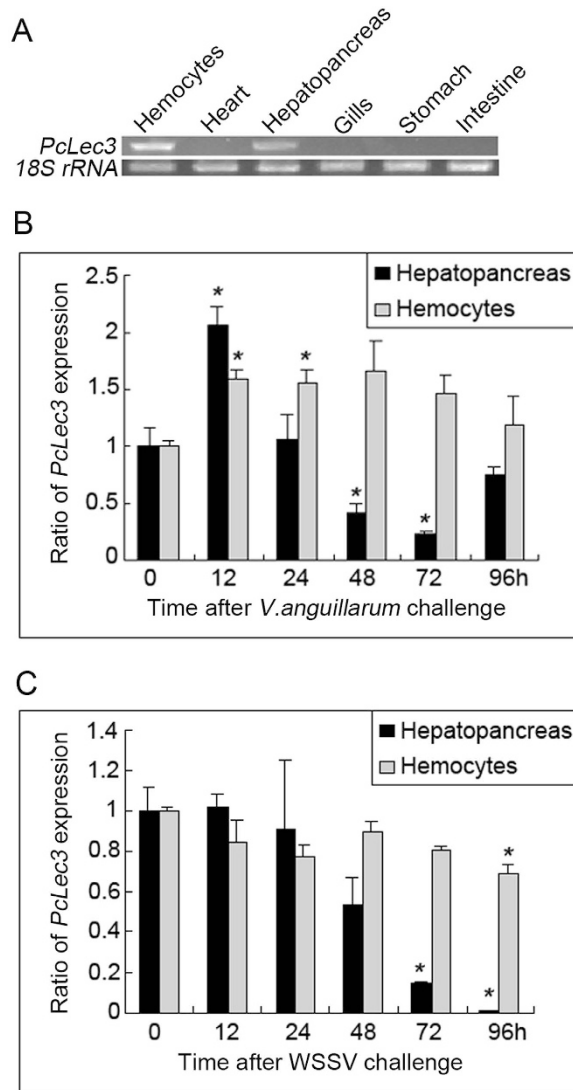 A
Hemocytes
Heart
Hepatopancreas
Gills
Stomach
Intestine
PcLec3
18S rRNA
B
Ratio of PcLec3 expression
2.5
2
1.5
1
0.5
0
Hepatopancreas
Hemocytes
*
*
*
*
*
0 12 24 48 72 96h
Time after V.anguillarum challenge
C
Ratio of PcLec3 expression
1.4
1.2
1
0.8
0.6
0.4
0.2
0
Hepatopancreas
Hemocytes
*
*
*
0 12 24 48 72 96h
Time after WSSV challenge